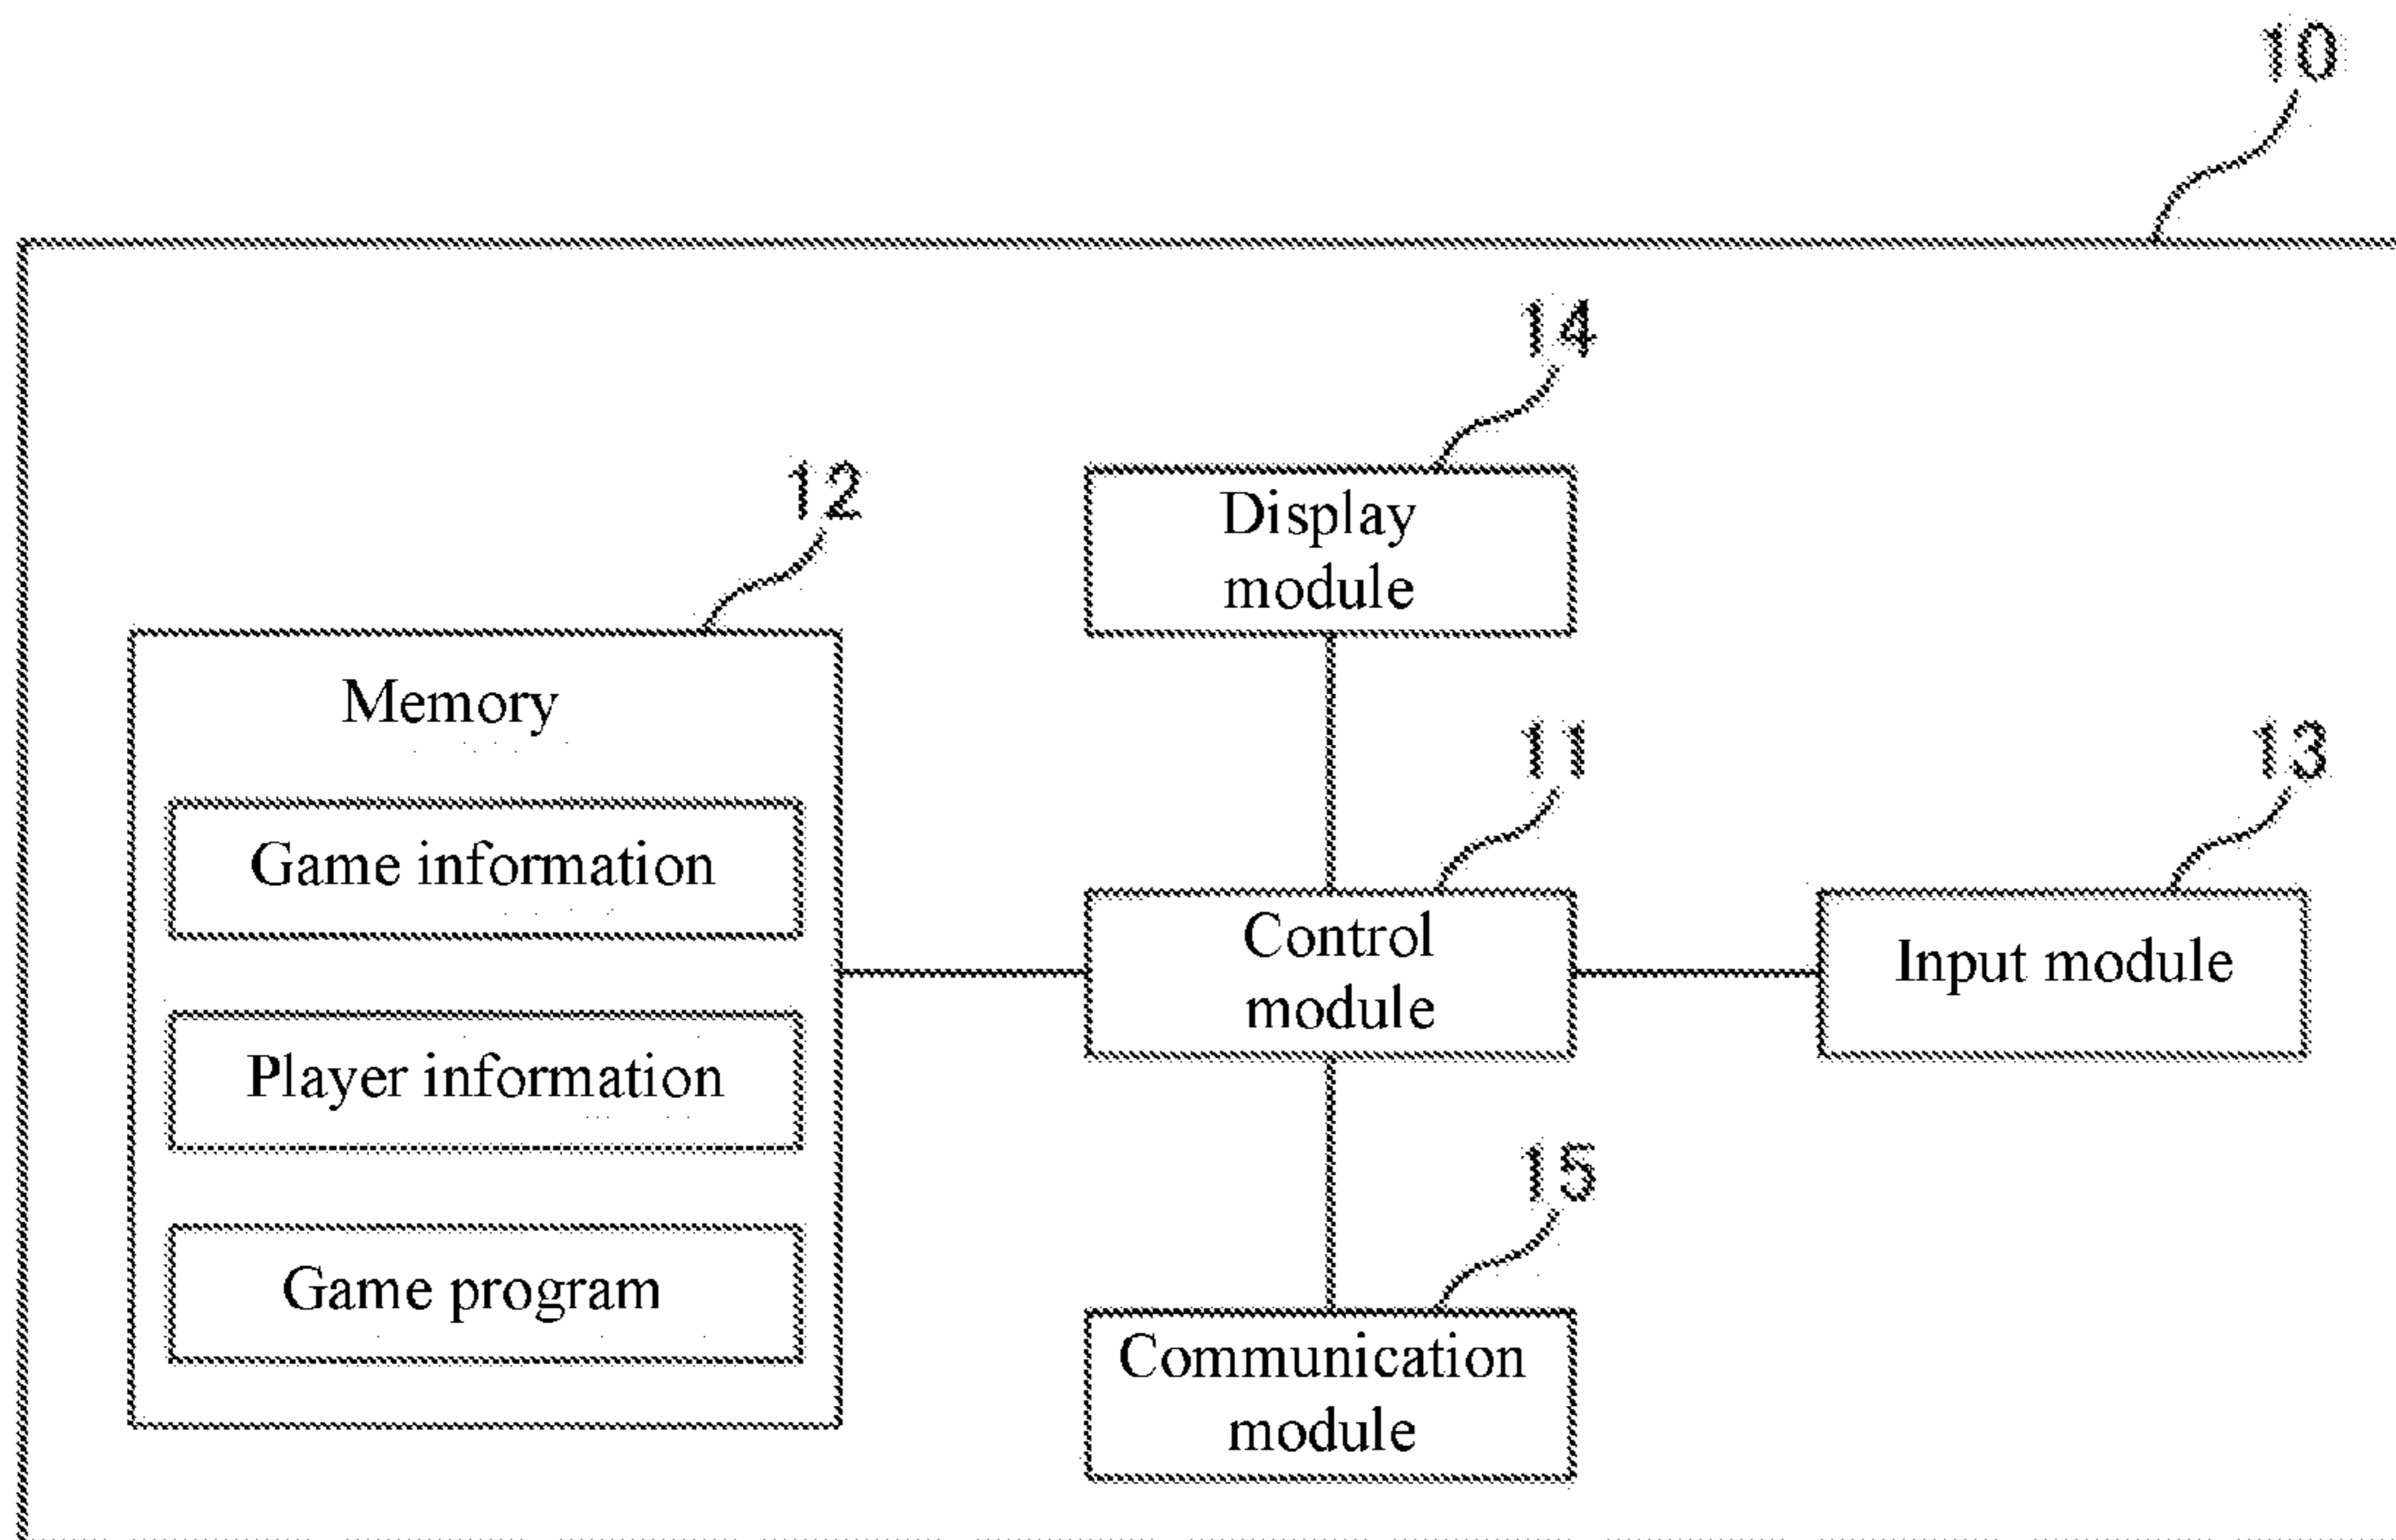 10
14
Display
module
12
Memory
11
13
Game information
Control
module
Input module
Player information
15
Game program
Communication
module